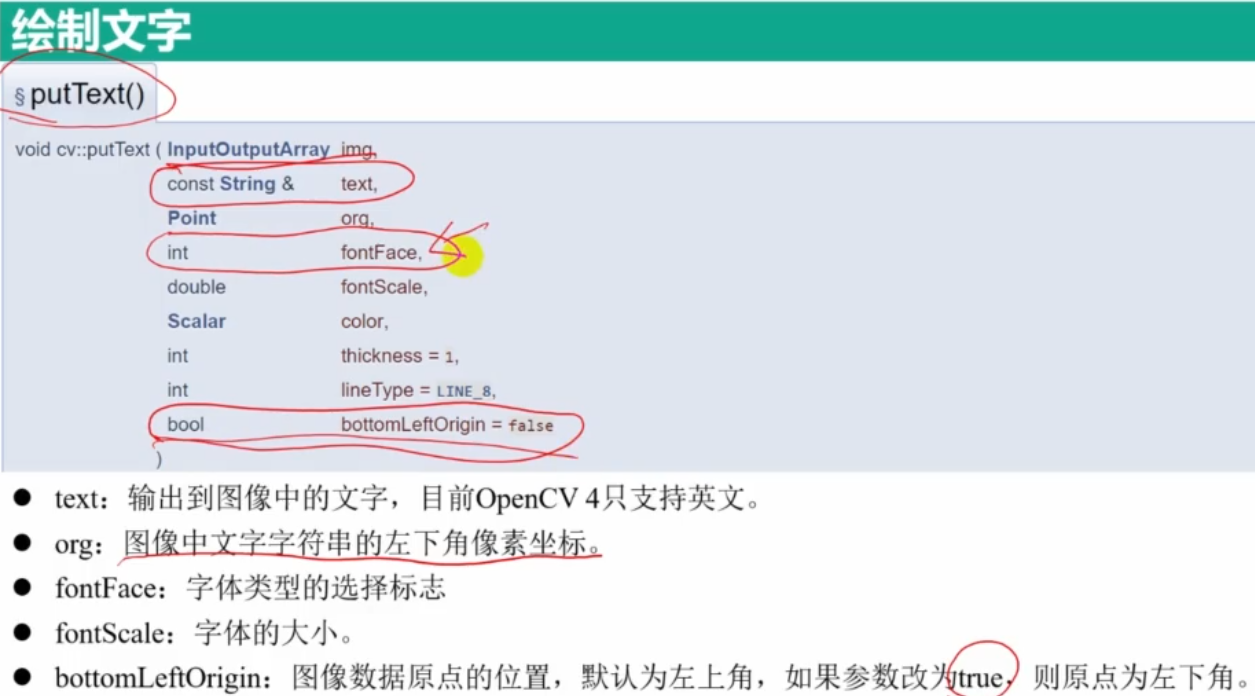 绘制文字
§ putText()
void cv::putText ( InputOutputArray img,
const String & text,
Point org,
int fontFace,
double fontScale,
Scalar color,
int thickness = 1,
int lineType = LINE_8,
bool bottomLeftOrigin = false
)
● text：输出到图像中的文字，目前OpenCV 4只支持英文。
● org：图像中文字字符串的左下角像素坐标。
● fontFace：字体类型的选择标志
● fontScale：字体的大小。
● bottomLeftOrigin：图像数据原点的位置，默认为左上角，如果参数改为true，则原点为左下角。